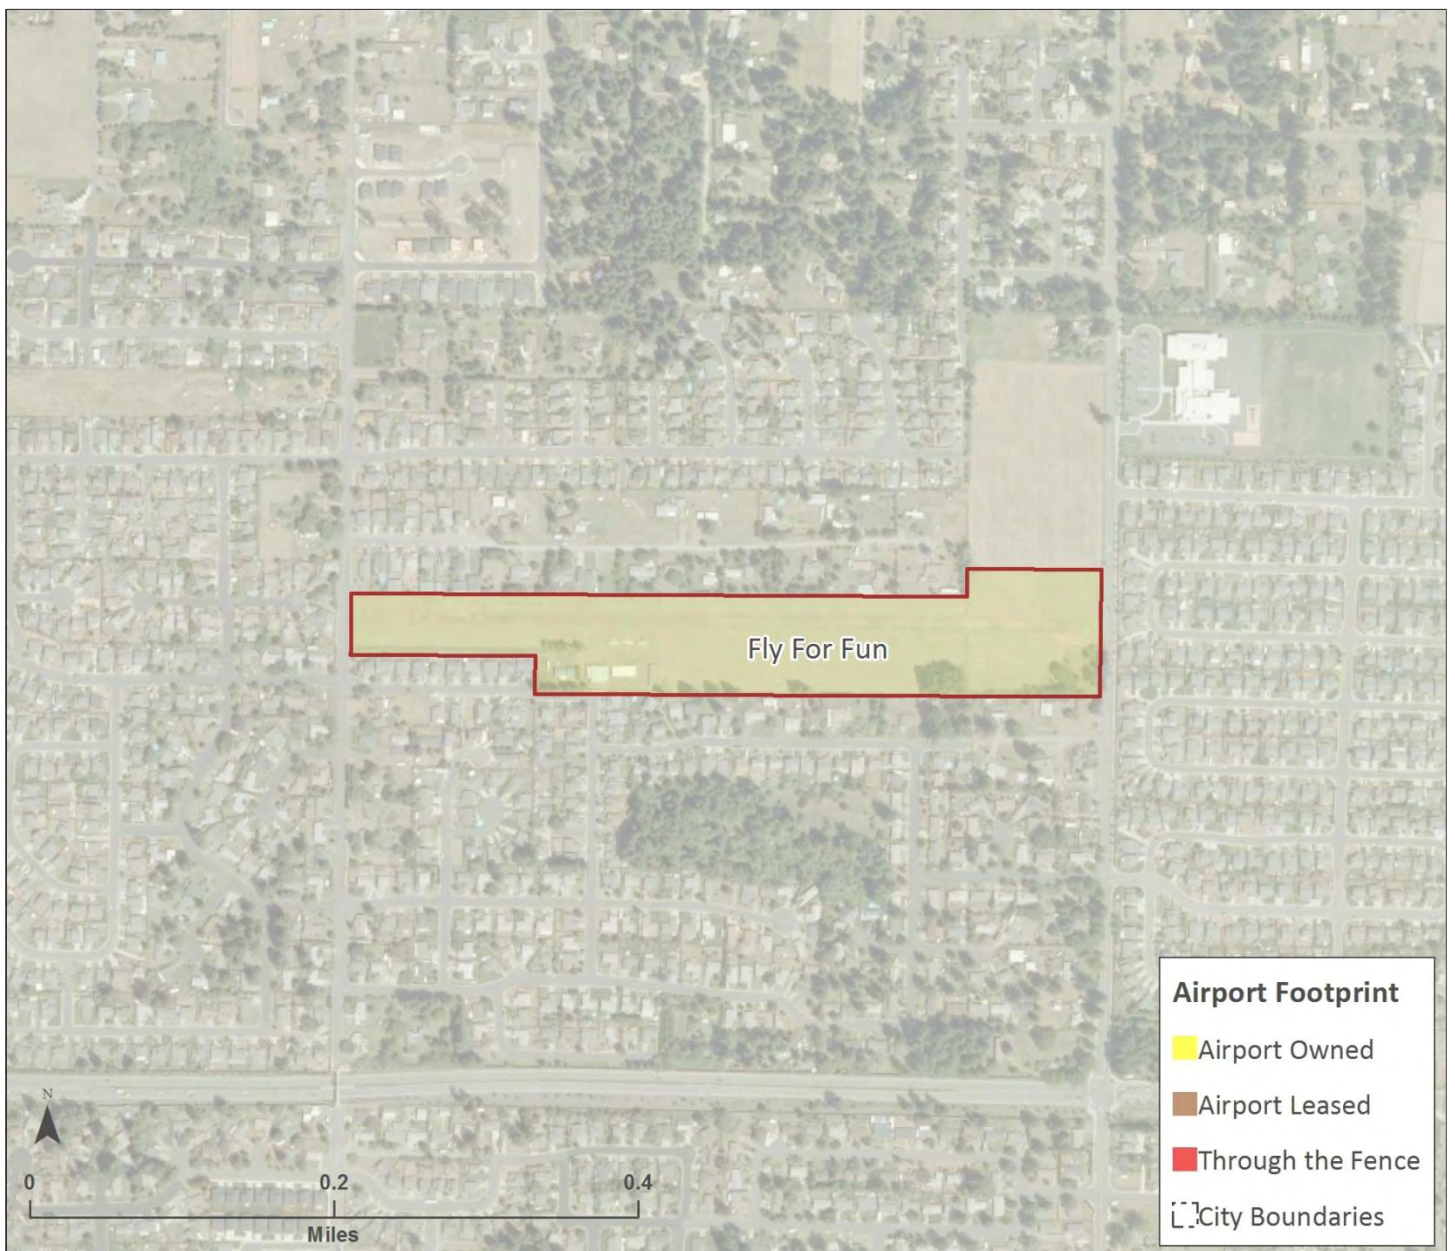 Fly For Fun
Airport Footprint
Airport Owned
Airport Leased
Through the Fence
City Boundaries
N
0 0.2 0.4
Miles